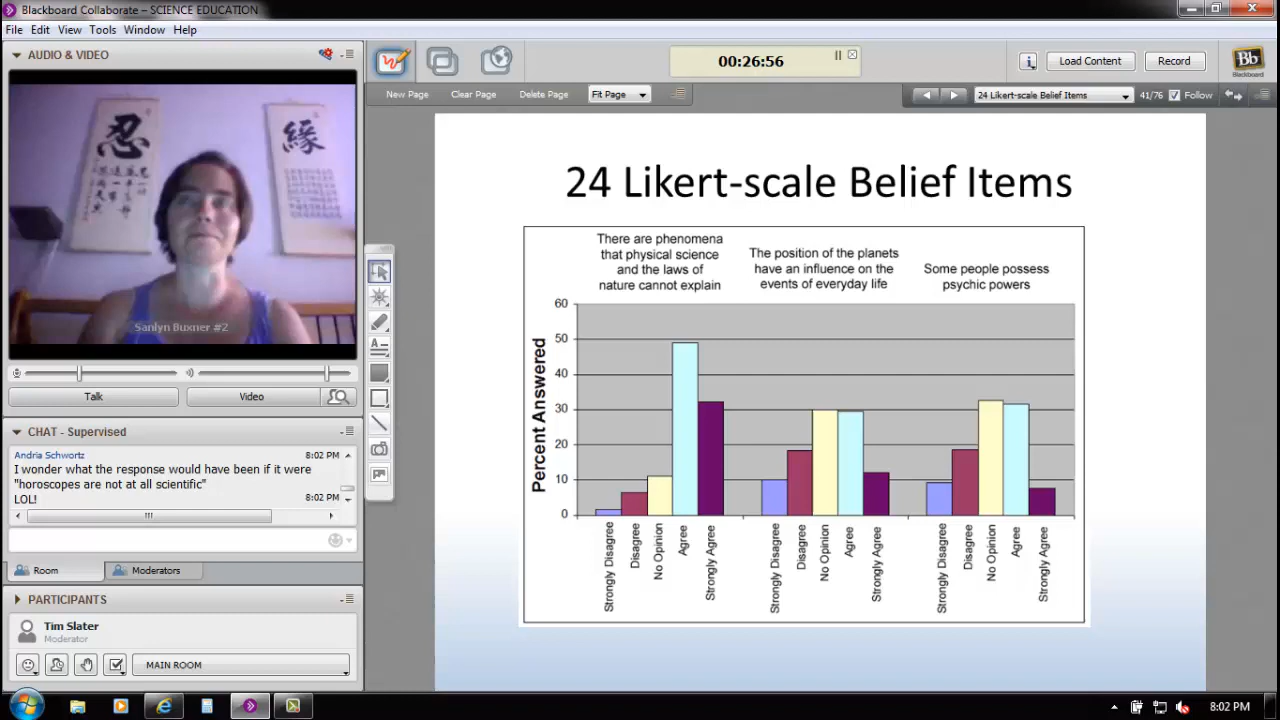 Blackboard Collaborate - SCIENCE EDUCATION
File Edit View Tools Window Help
AUDIO & VIDEO
忍
緣
Sanlyn Buxner #2
Talk
Video
CHAT - Supervised
Andria Schwortz 8:02 PM
I wonder what the response would have been if it were
"horoscopes are not at all scientific"
LOL! 8:02 PM
Room
Moderators
PARTICIPANTS
Tim Slater
Moderator
MAIN ROOM
00:26:56
Load Content
Record
Bb
Blackboard
New Page Clear Page Delete Page Fit Page
24 Likert-scale Belief Items 41/76 Follow
24 Likert-scale Belief Items
There are phenomena
that physical science
and the laws of
nature cannot explain
The position of the planets
have an influence on the
events of everyday life
Some people possess
psychic powers
Percent Answered
60
50
40
30
20
10
0
Strongly Disagree
Disagree
No Opinion
Agree
Strongly Agree
Strongly Disagree
Disagree
No Opinion
Agree
Strongly Agree
Strongly Disagree
Disagree
No Opinion
Agree
Strongly Agree
8:02 PM